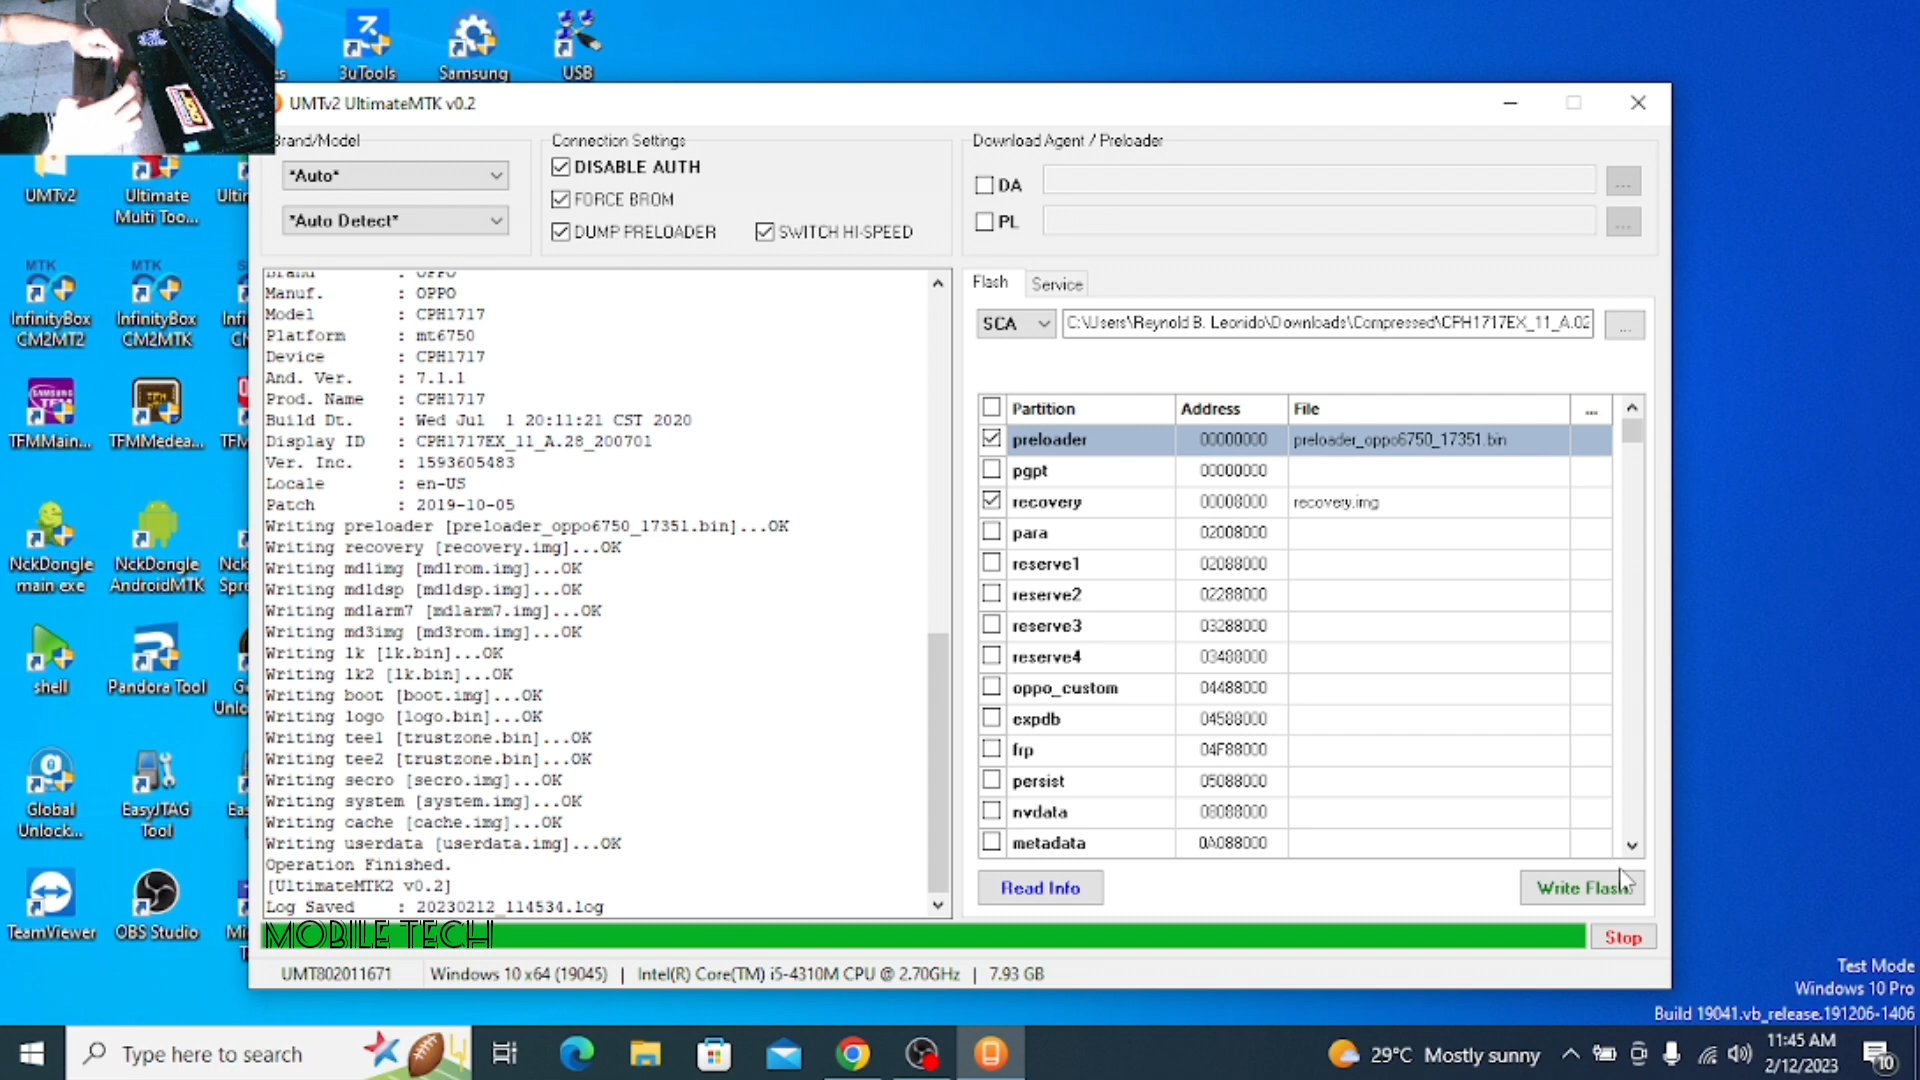 3uTools
Samsung
USB
UMTv2
Ultimate
Multi Too...
InfinityBox
CM2MT2
MTK
InfinityBox
CM2MTK
MTK
TFMMain...
TFMMedea...
NckDongle
main exe
NckDongle
AndroidMTK
shell
Pandora Tool
Global
Unlock...
EasyJTAG
Tool
TeamViewer
OBS Studio
UMTv2 UltimateMTK v0.2
Brand/Model
*Auto*
*Auto Detect*
Connection Settings
DISABLE AUTH
FORCE BROM
DUMP PRELOADER
SWITCH HI-SPEED
Download Agent / Preloader
DA
...
PL
...
Brand : OPPO
Manuf. : OPPO
Model : CPH1717
Platform : mt6750
Device : CPH1717
And. Ver. : 7.1.1
Prod. Name : CPH1717
Build Dt. : Wed Jul 1 20:11:21 CST 2020
Display ID : CPH1717EX_11_A.28_200701
Ver. Inc. : 1593605483
Locale : en-US
Patch : 2019-10-05
Writing preloader [preloader_oppo6750_17351.bin]...OK
Writing recovery [recovery.img]...OK
Writing md1img [md1rom.img]...OK
Writing md1dsp [md1dsp.img]...OK
Writing md1arm7 [md1arm7.img]...OK
Writing md3img [md3rom.img]...OK
Writing lk [lk.bin]...OK
Writing lk2 [lk.bin]...OK
Writing boot [boot.img]...OK
Writing logo [logo.bin]...OK
Writing tee1 [trustzone.bin]...OK
Writing tee2 [trustzone.bin]...OK
Writing secro [secro.img]...OK
Writing system [system.img]...OK
Writing cache [cache.img]...OK
Writing userdata [userdata.img]...OK
Operation Finished.
[UltimateMTK2 v0.2]
Log Saved : 20230212_114534.log
Flash
Service
SCA
C:\Users\Reynold B. Leonido\Downloads\Compressed\CPH1717EX_11_A.02
...
Partition Address File ...
preloader 00000000 preloader_oppo6750_17351.bin
pgpt 00000000
recovery 00008000 recovery.img
para 02008000
reserve1 02088000
reserve2 02288000
reserve3 03288000
reserve4 03488000
oppo_custom 04488000
expdb 04588000
frp 04F88000
persist 05088000
nvdata 08088000
metadata 0A088000
Read Info
Write Flash
MOBILE TECH
Stop
UMT802011671
Windows 10 x64 (19045) | Intel(R) Core(TM) i5-4310M CPU @ 2.70GHz | 7.93 GB
Test Mode
Windows 10 Pro
Build 19041.vb_release.191206-1406
Type here to search
29°C Mostly sunny
11:45 AM
2/12/2023
10